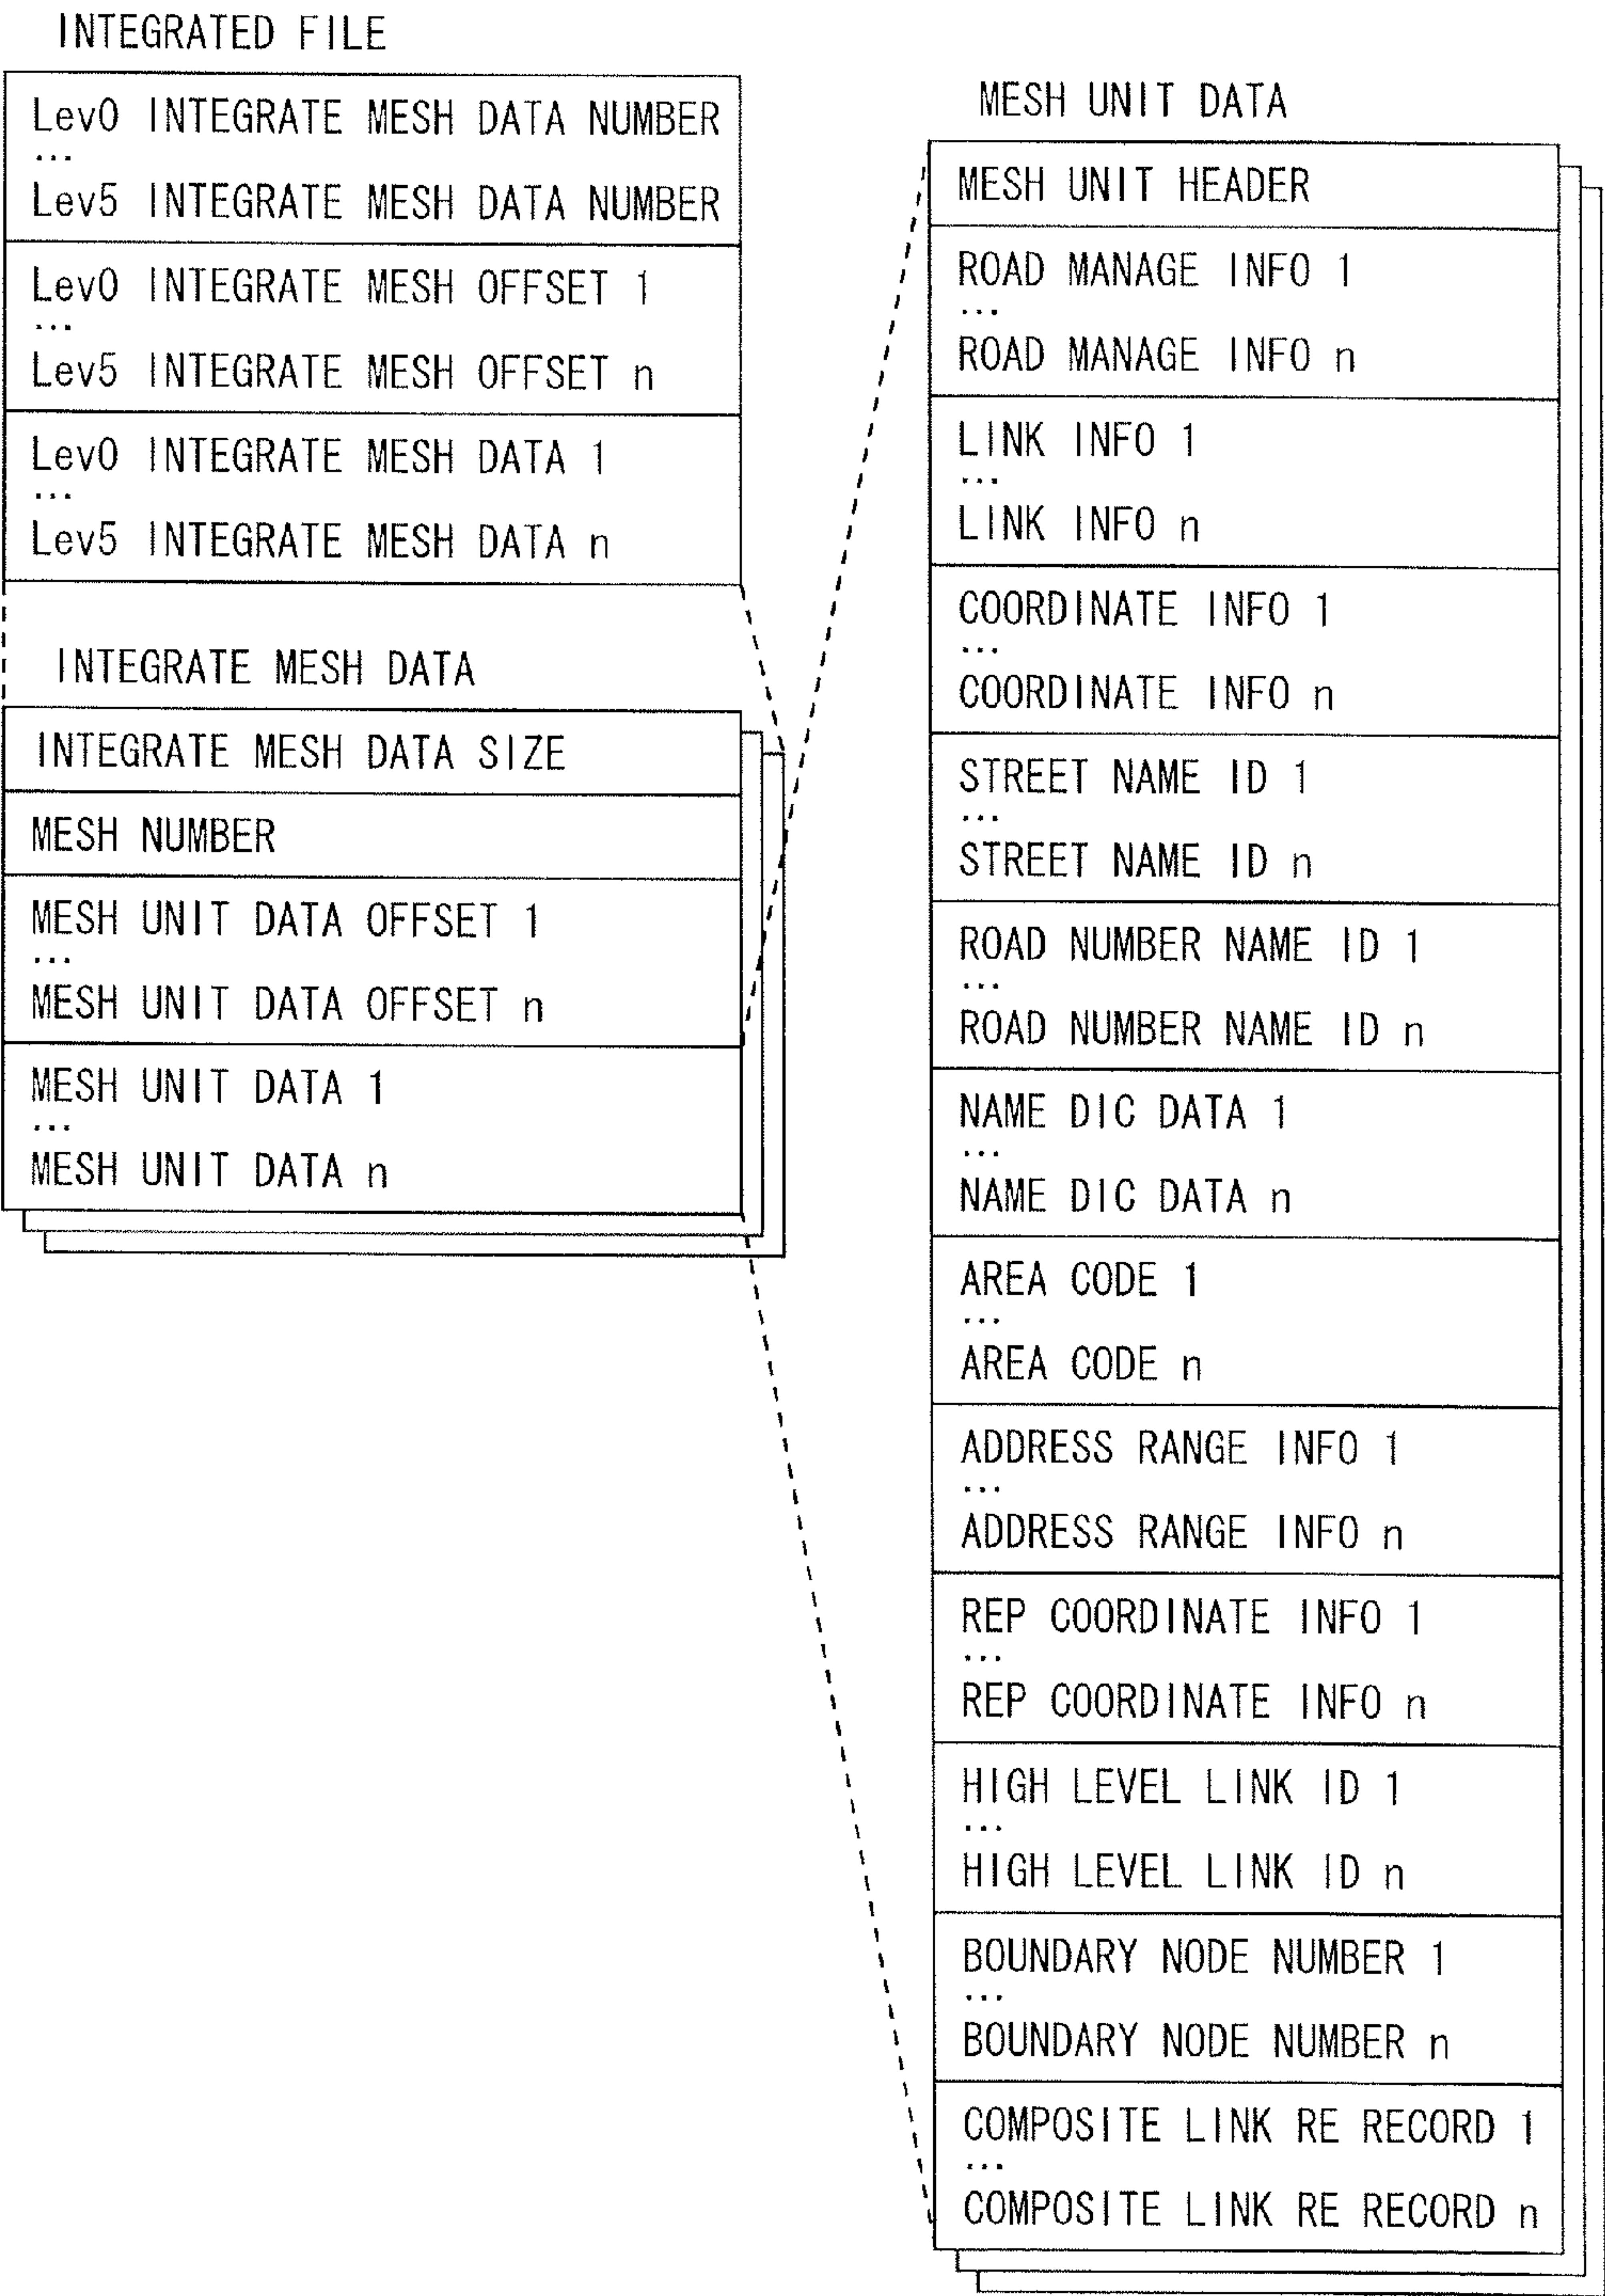 INTEGRATED FILE
Lev0 INTEGRATE MESH DATA NUMBER
...
Lev5 INTEGRATE MESH DATA NUMBER
Lev0 INTEGRATE MESH OFFSET 1
...
Lev5 INTEGRATE MESH OFFSET n
Lev0 INTEGRATE MESH DATA 1
...
Lev5 INTEGRATE MESH DATA n
INTEGRATE MESH DATA
INTEGRATE MESH DATA SIZE
MESH NUMBER
MESH UNIT DATA OFFSET 1
...
MESH UNIT DATA OFFSET n
MESH UNIT DATA 1
...
MESH UNIT DATA n
MESH UNIT DATA
MESH UNIT HEADER
ROAD MANAGE INFO 1
...
ROAD MANAGE INFO n
LINK INFO 1
...
LINK INFO n
COORDINATE INFO 1
...
COORDINATE INFO n
STREET NAME ID 1
...
STREET NAME ID n
ROAD NUMBER NAME ID 1
...
ROAD NUMBER NAME ID n
NAME DIC DATA 1
...
NAME DIC DATA n
AREA CODE 1
...
AREA CODE n
ADDRESS RANGE INFO 1
...
ADDRESS RANGE INFO n
REP COORDINATE INFO 1
...
REP COORDINATE INFO n
HIGH LEVEL LINK ID 1
...
HIGH LEVEL LINK ID n
BOUNDARY NODE NUMBER 1
...
BOUNDARY NODE NUMBER n
COMPOSITE LINK RE RECORD 1
...
COMPOSITE LINK RE RECORD n